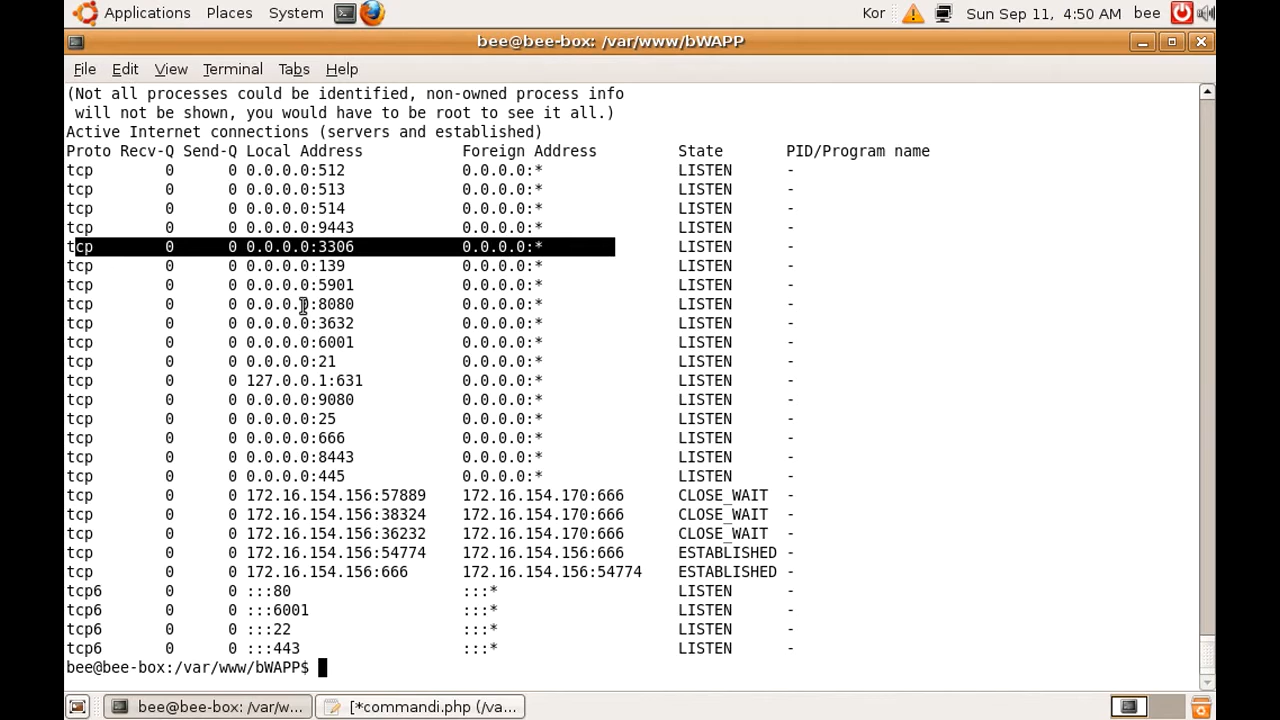 Applications Places System Kor Sun Sep 11, 4:50 AM bee
bee@bee-box: /var/www/bWAPP
File Edit View Terminal Tabs Help
(Not all processes could be identified, non-owned process info
will not be shown, you would have to be root to see it all.)
Active Internet connections (servers and established)
Proto Recv-Q Send-Q Local Address Foreign Address State PID/Program name
tcp 0 0 0.0.0.0:512 0.0.0.0:* LISTEN -
tcp 0 0 0.0.0.0:513 0.0.0.0:* LISTEN -
tcp 0 0 0.0.0.0:514 0.0.0.0:* LISTEN -
tcp 0 0 0.0.0.0:9443 0.0.0.0:* LISTEN -
tcp 0 0 0.0.0.0:3306 0.0.0.0:* LISTEN -
tcp 0 0 0.0.0.0:139 0.0.0.0:* LISTEN -
tcp 0 0 0.0.0.0:5901 0.0.0.0:* LISTEN -
tcp 0 0 0.0.0.0:8080 0.0.0.0:* LISTEN -
tcp 0 0 0.0.0.0:3632 0.0.0.0:* LISTEN -
tcp 0 0 0.0.0.0:6001 0.0.0.0:* LISTEN -
tcp 0 0 0.0.0.0:21 0.0.0.0:* LISTEN -
tcp 0 0 127.0.0.1:631 0.0.0.0:* LISTEN -
tcp 0 0 0.0.0.0:9080 0.0.0.0:* LISTEN -
tcp 0 0 0.0.0.0:25 0.0.0.0:* LISTEN -
tcp 0 0 0.0.0.0:666 0.0.0.0:* LISTEN -
tcp 0 0 0.0.0.0:8443 0.0.0.0:* LISTEN -
tcp 0 0 0.0.0.0:445 0.0.0.0:* LISTEN -
tcp 0 0 172.16.154.156:57889 172.16.154.170:666 CLOSE_WAIT -
tcp 0 0 172.16.154.156:38324 172.16.154.170:666 CLOSE_WAIT -
tcp 0 0 172.16.154.156:36232 172.16.154.170:666 CLOSE_WAIT -
tcp 0 0 172.16.154.156:54774 172.16.154.156:666 ESTABLISHED -
tcp 0 0 172.16.154.156:666 172.16.154.156:54774 ESTABLISHED -
tcp6 0 0 :::80 :::* LISTEN -
tcp6 0 0 :::6001 :::* LISTEN -
tcp6 0 0 :::22 :::* LISTEN -
tcp6 0 0 :::443 :::* LISTEN -
bee@bee-box:/var/www/bWAPP$
bee@bee-box: /var/w... [*commandi.php (/va...